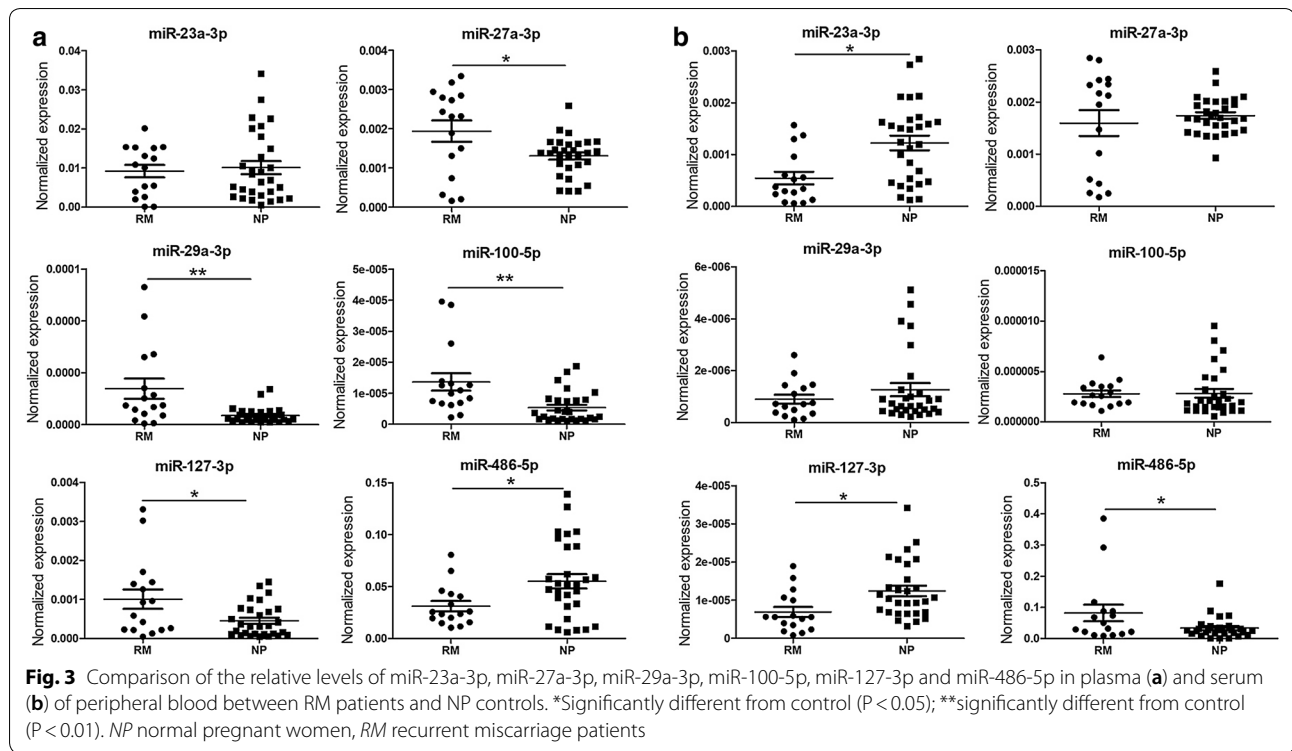 a
miR-23a-3p
Normalized expression
0.04
0.03
0.02
0.01
0.00
RM NP
miR-27a-3p
*
Normalized expression
0.004
0.003
0.002
0.001
0.000
RM NP
miR-29a-3p
**
Normalized expression
0.0001
0.0000
0.0000
0.0000
RM NP
miR-100-5p
**
Normalized expression
5e-005
4e-005
3e-005
2e-005
1e-005
0
RM NP
miR-127-3p
*
Normalized expression
0.004
0.003
0.002
0.001
0.000
RM NP
miR-486-5p
*
Normalized expression
0.15
0.10
0.05
0.00
RM NP
b
miR-23a-3p
*
Normalized expression
0.003
0.002
0.001
0.000
RM NP
miR-27a-3p
Normalized expression
0.003
0.002
0.001
0.000
RM NP
miR-29a-3p
Normalized expression
6e-006
4e-006
2e-006
0
RM NP
miR-100-5p
Normalized expression
0.000015
0.000010
0.000005
0.000000
RM NP
miR-127-3p
*
Normalized expression
4e-005
3e-005
2e-005
1e-005
0
RM NP
miR-486-5p
*
Normalized expression
0.5
0.4
0.3
0.2
0.1
0.0
RM NP
Fig. 3 Comparison of the relative levels of miR-23a-3p, miR-27a-3p, miR-29a-3p, miR-100-5p, miR-127-3p and miR-486-5p in plasma (a) and serum
(b) of peripheral blood between RM patients and NP controls. *Significantly different from control (P < 0.05); **significantly different from control
(P < 0.01). NP normal pregnant women, RM recurrent miscarriage patients